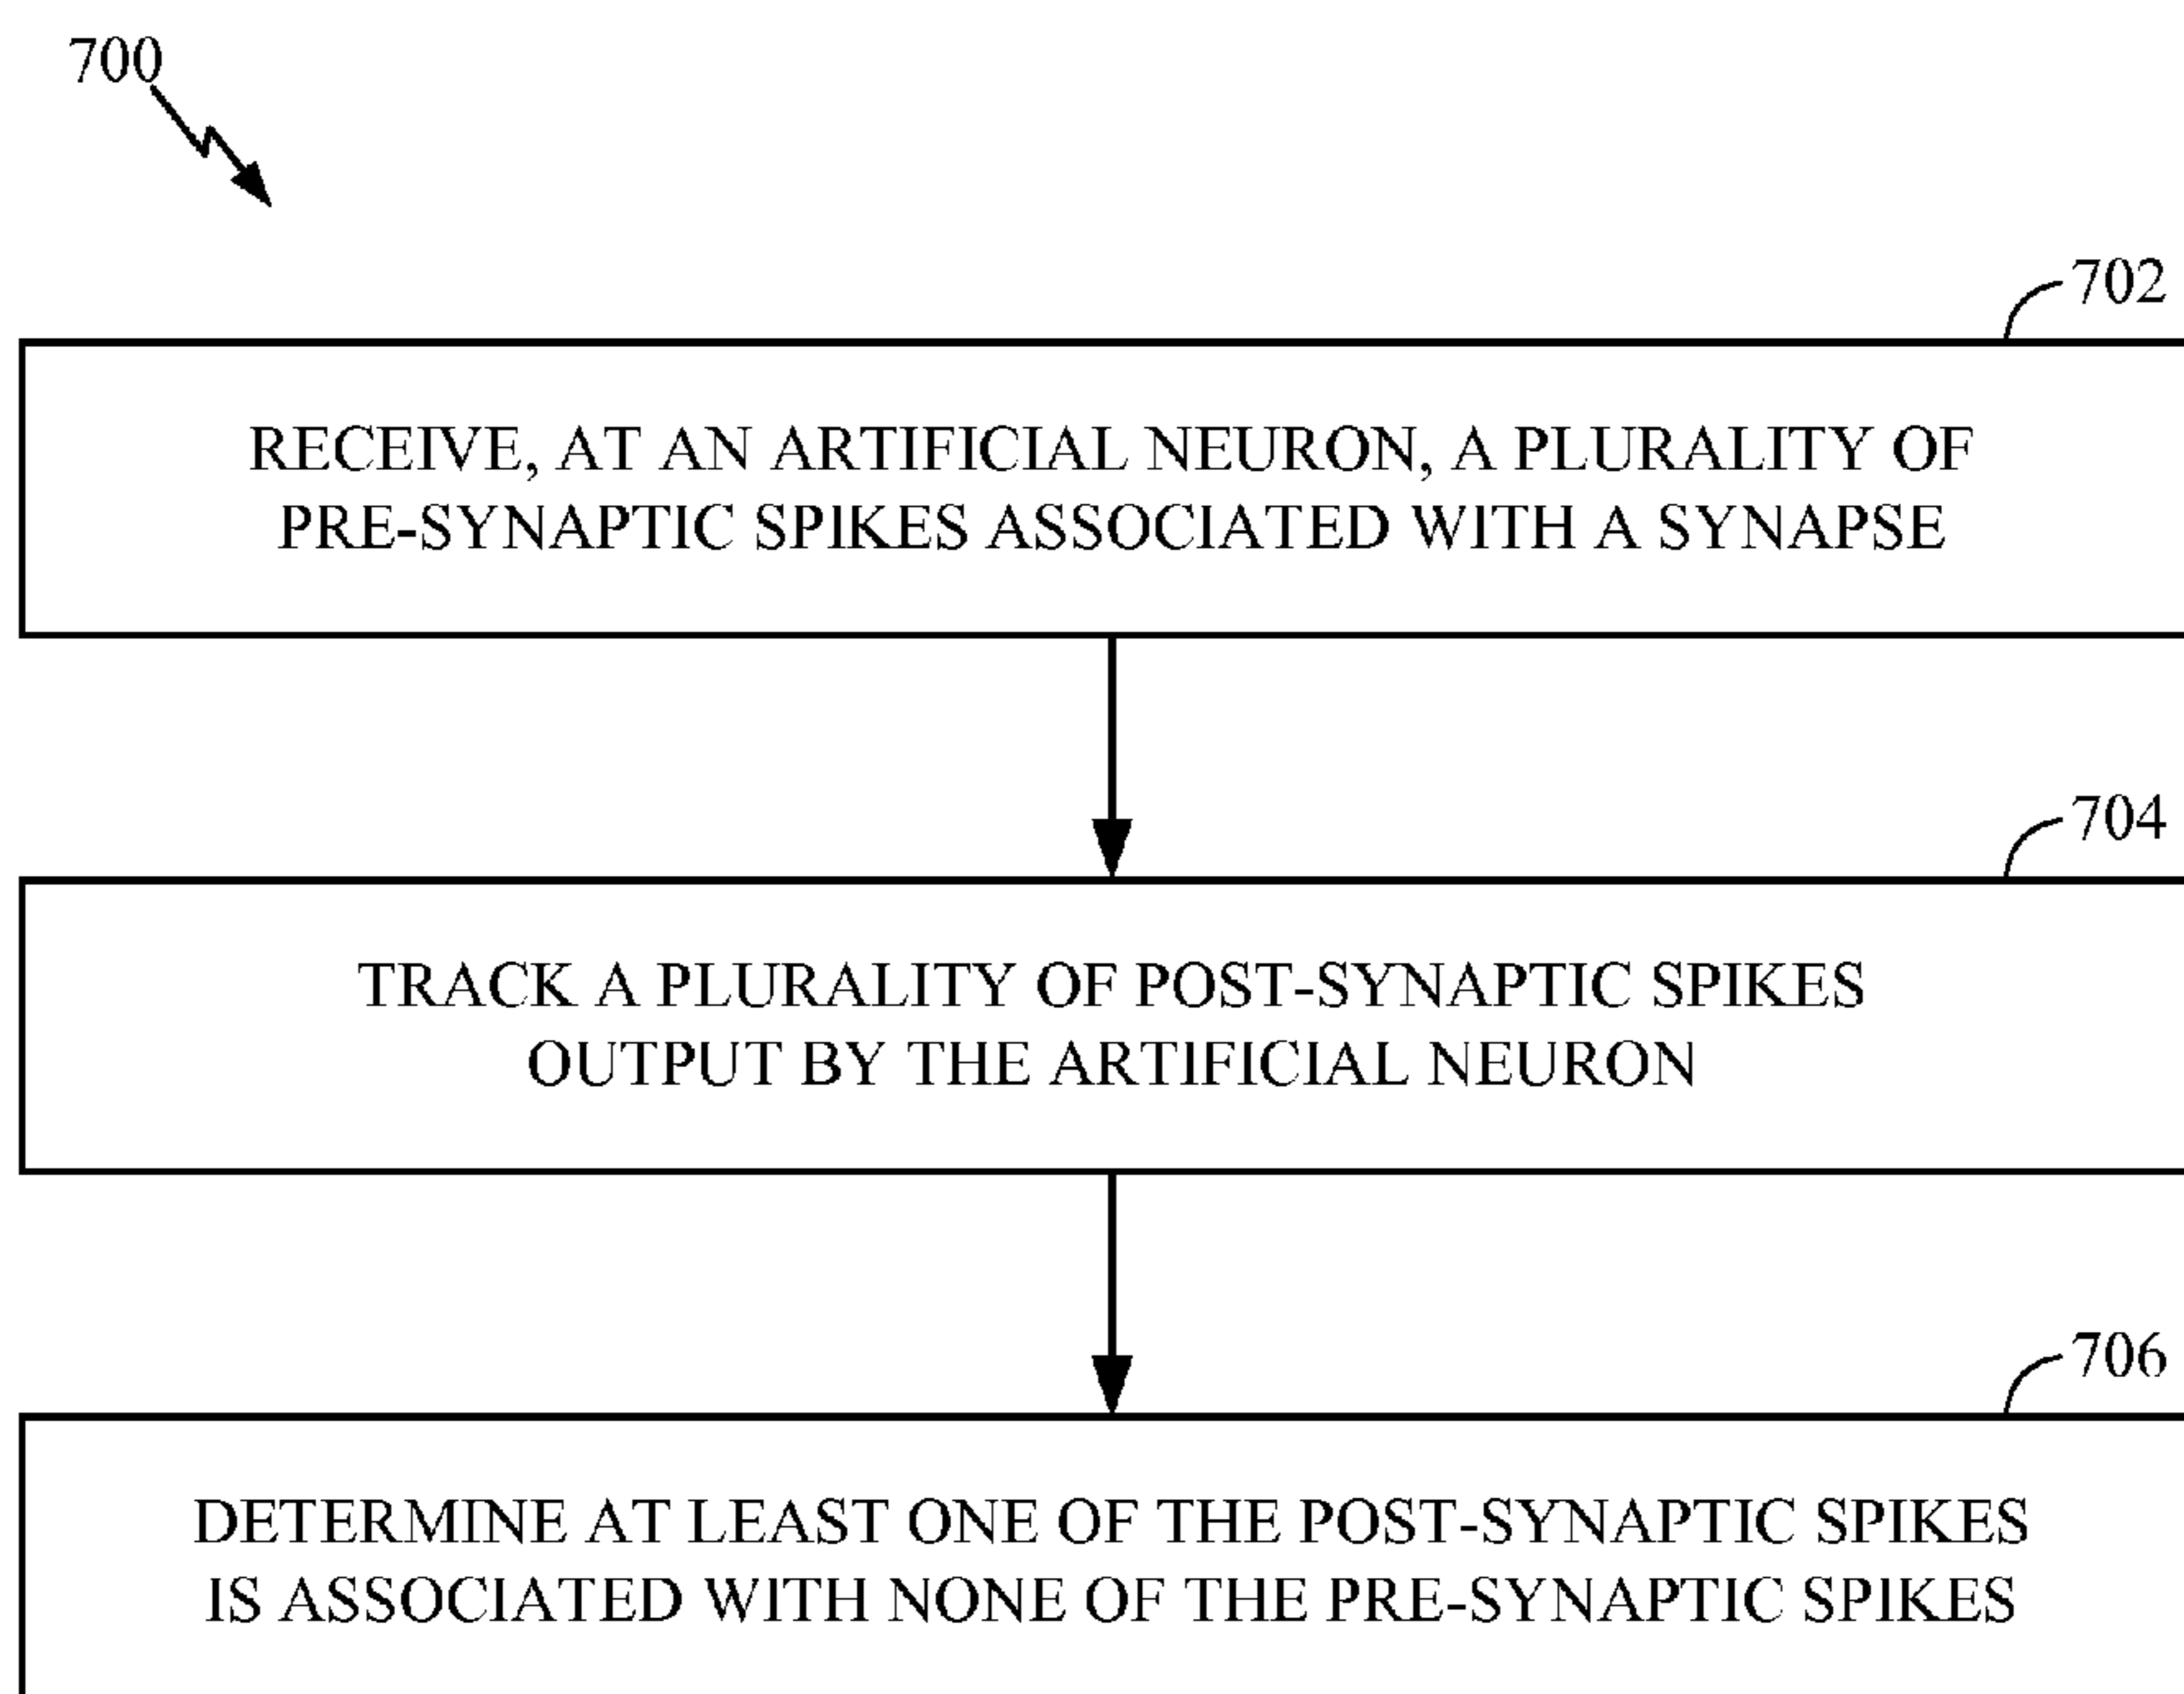 700
702
RECEIVE, AT AN ARTIFICIAL NEURON, A PLURALITY OF
PRE-SYNAPTIC SPIKES ASSOCIATED WITH A SYNAPSE
704
TRACK A PLURALITY OF POST-SYNAPTIC SPIKES
OUTPUT BY THE ARTIFICIAL NEURON
706
DETERMINE AT LEAST ONE OF THE POST-SYNAPTIC SPIKES
IS ASSOCIATED WITH NONE OF THE PRE-SYNAPTIC SPIKES